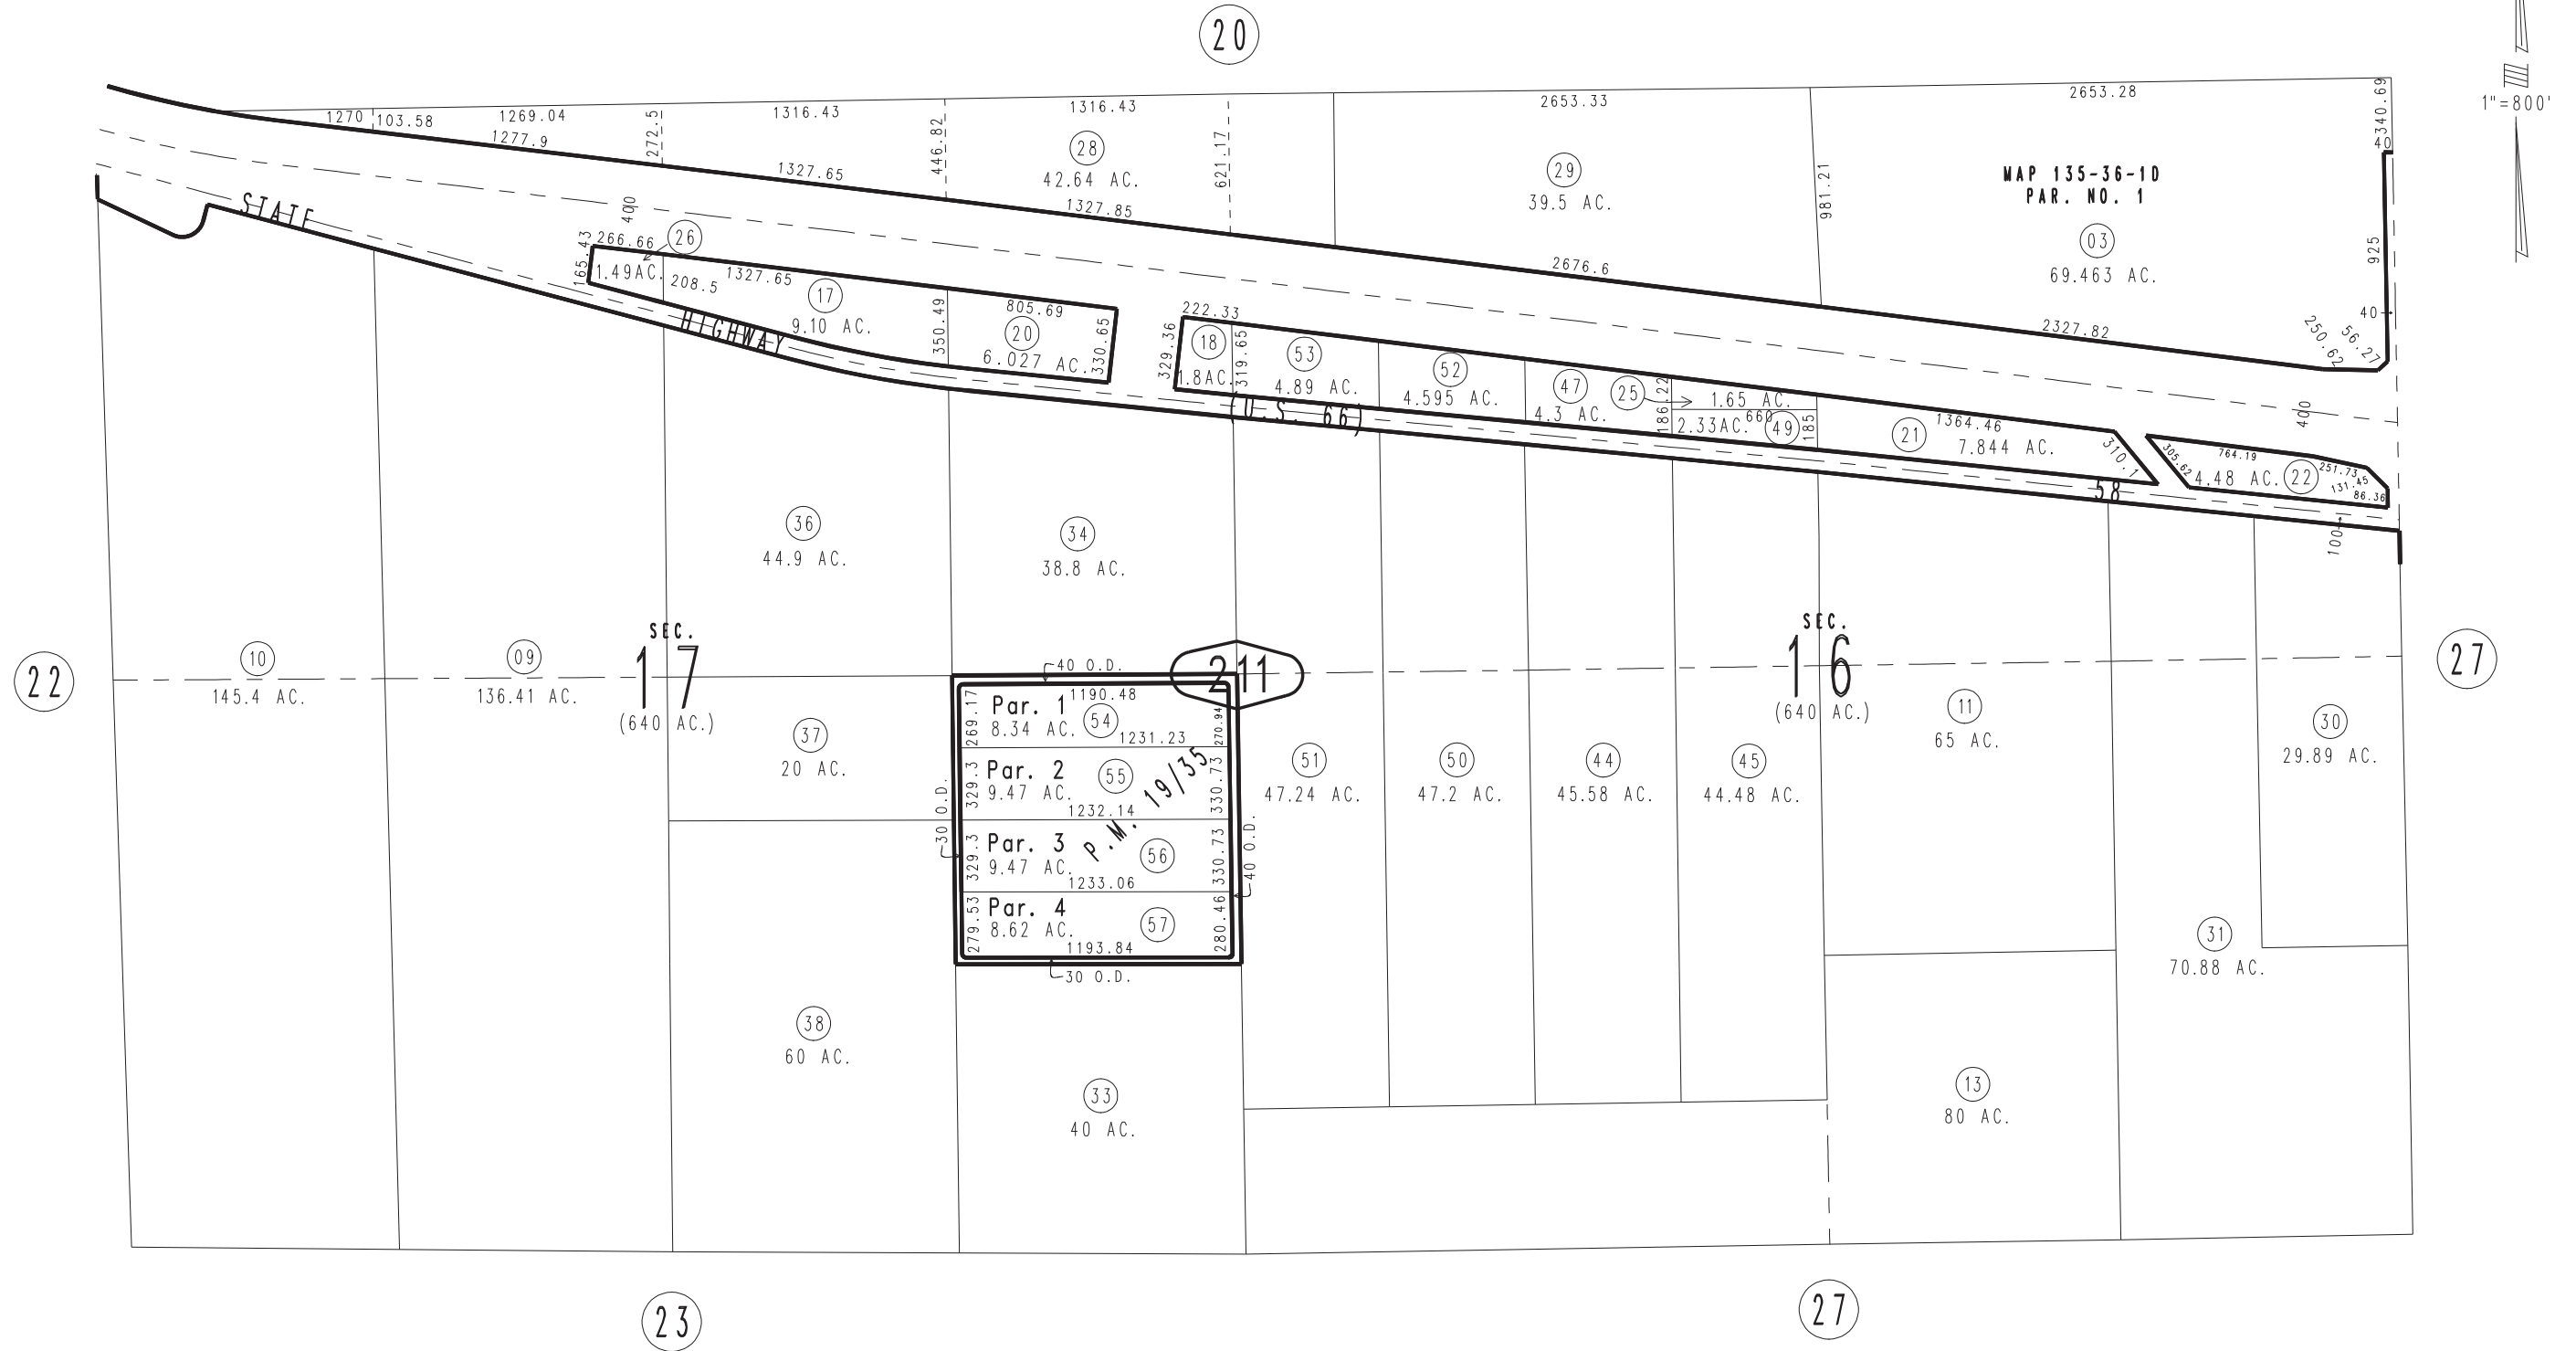 20
1"=800'
1270
103.58
1269.04
1277.9
272.5
1316.43
1327.65
446.82
1316.43
28
42.64 AC.
1327.85
621.17
2653.33
29
39.5 AC.
2676.6
981.21
2653.28
MAP 135-36-1D
PAR. NO. 1
03
69.463 AC.
2327.82
340.69
40
925
40
250.62
56.27
STATE
HIGHWAY
(U.S. 66)
58
400
165.43
266.66
26
1.49AC.
208.5
1327.65
17
9.10 AC.
350.49
805.69
20
6.027 AC.
330.65
222.33
329.36
18
1.8AC.
319.65
53
4.89 AC.
52
4.595 AC.
47
4.3 AC.
25
186.22
1.65 AC.
660
2.33AC.
49
185
21
1364.46
7.844 AC.
310.1
305.62
764.19
4.48 AC.
22
251.73
131.45
86.36
400
100
36
44.9 AC.
34
38.8 AC.
22
10
145.4 AC.
09
136.41 AC.
SEC.
17
(640 AC.)
211
SEC.
16
(640 AC.)
27
37
20 AC.
40 O.D.
1190.48
269.17
Par. 1
8.34 AC.
54
270.94
1231.23
329.3
Par. 2
9.47 AC.
55
330.73
1232.14
P.M. 19/35
30 O.D.
329.3
Par. 3
9.47 AC.
56
330.73
40 O.D.
1233.06
279.53
Par. 4
8.62 AC.
57
280.46
1193.84
30 O.D.
51
47.24 AC.
50
47.2 AC.
44
45.58 AC.
45
44.48 AC.
11
65 AC.
30
29.89 AC.
31
70.88 AC.
38
60 AC.
33
40 AC.
13
80 AC.
23
27